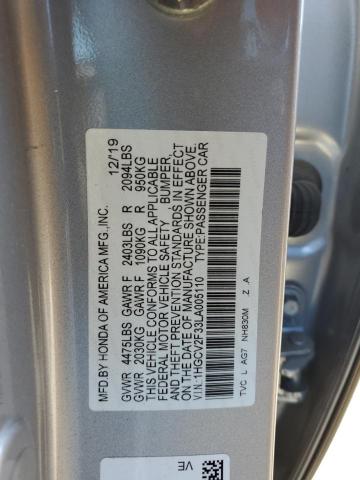 MFD.BY HONDA OF AMERICA MFG.,INC. 12/19
GVWR 4475LBS GAWR F 2403LBS R 2094LBS
GVWR 2030KG GAWR F 1090KG R 950KG
THIS VEHICLE CONFORMS TO ALL APPLICABLE
FEDERAL MOTOR VEHICLE SAFETY , BUMPER,
AND THEFT PREVENTION STANDARDS IN EFFECT
ON THE DATE OF MANUFACTURE SHOWN ABOVE.
VIN:1HGCV2F33LA005110 TYPE:PASSENGER CAR
TVC L AG7 NH830M .Z .A
VE